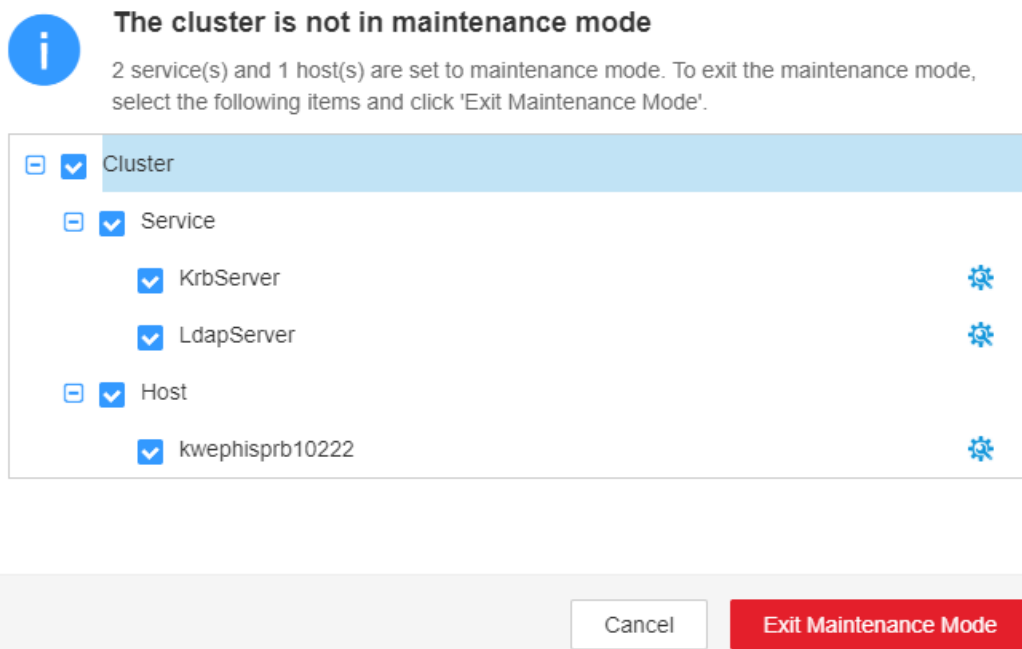 The cluster is not in maintenance mode
2 service(s) and 1 host(s) are set to maintenance mode. To exit the maintenance mode,
select the following items and click 'Exit Maintenance Mode'.
Cluster
Service
KrbServer
LdapServer
Host
kwephisprb10222
Cancel
Exit Maintenance Mode